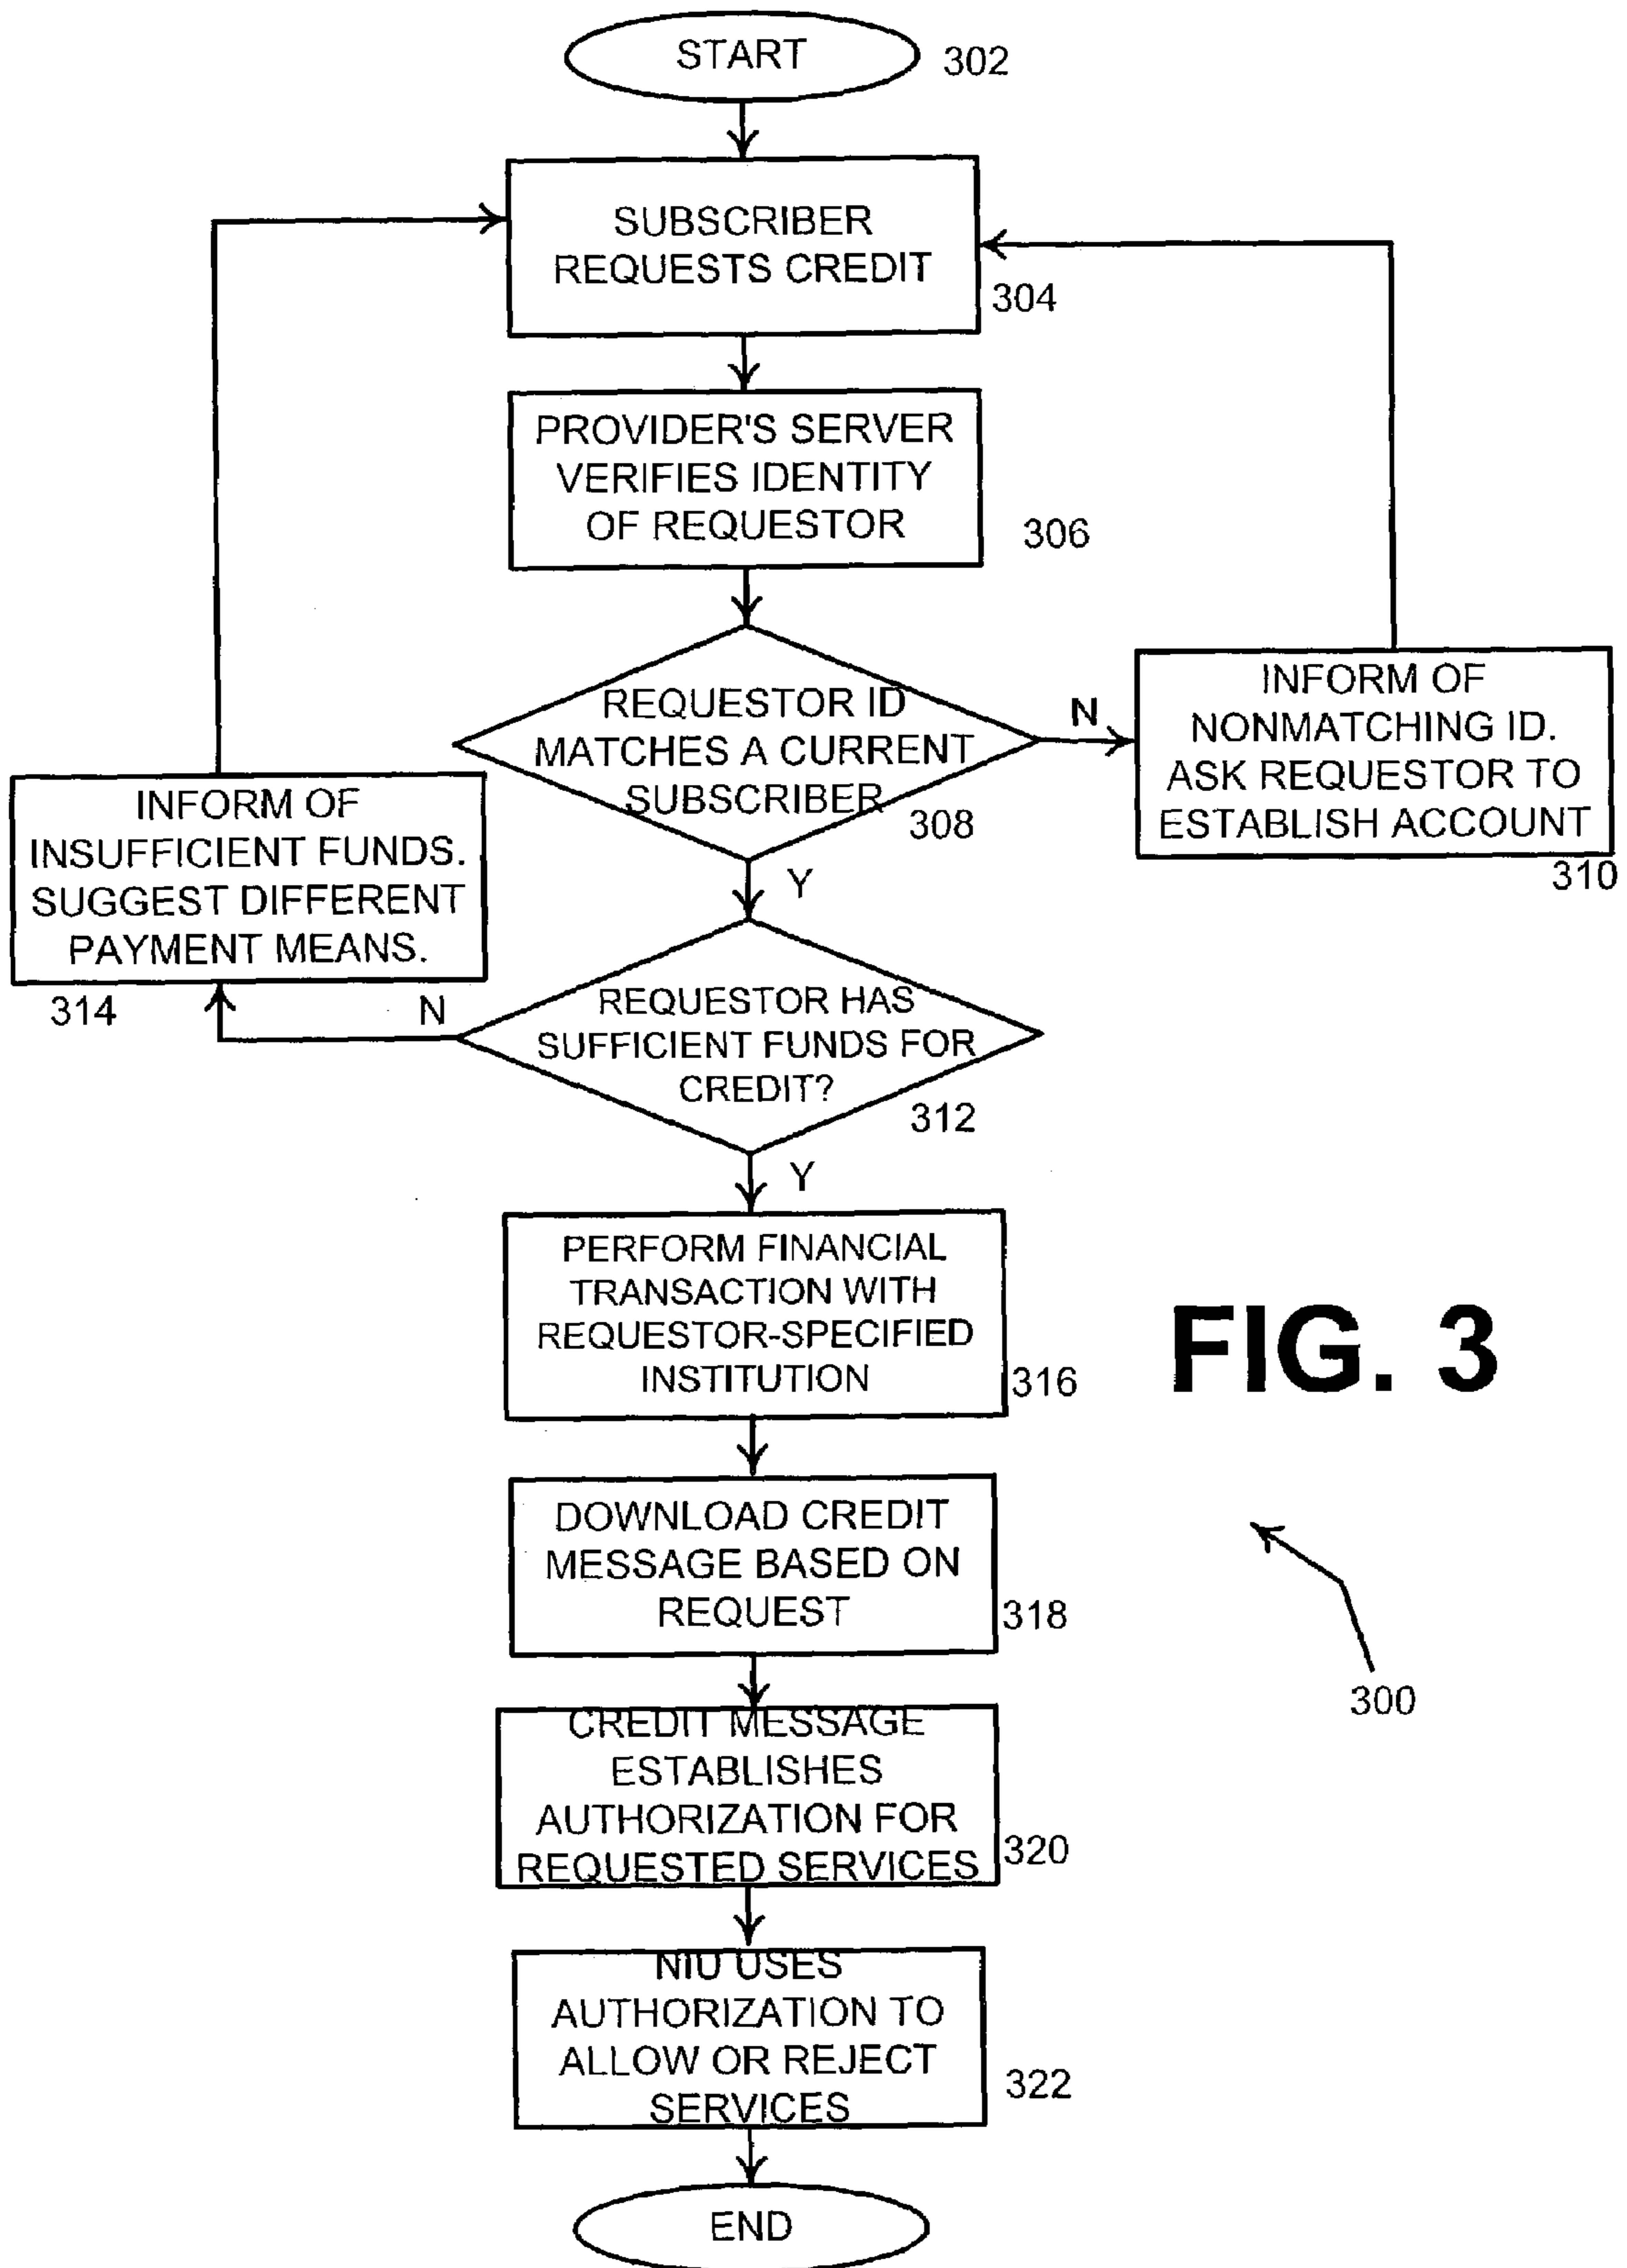 START
302
SUBSCRIBER
REQUESTS CREDIT
304
PROVIDER'S SERVER
VERIFIES IDENTITY
OF REQUESTOR
306
REQUESTOR ID
MATCHES A CURRENT
SUBSCRIBER
308
N
INFORM OF
NONMATCHING ID.
ASK REQUESTOR TO
ESTABLISH ACCOUNT
310
Y
INFORM OF
INSUFFICIENT FUNDS.
SUGGEST DIFFERENT
PAYMENT MEANS.
314
N
REQUESTOR HAS
SUFFICIENT FUNDS FOR
CREDIT?
312
Y
PERFORM FINANCIAL
TRANSACTION WITH
REQUESTOR-SPECIFIED
INSTITUTION
316
FIG. 3
DOWNLOAD CREDIT
MESSAGE BASED ON
REQUEST
318
300
CREDIT MESSAGE
ESTABLISHES
AUTHORIZATION FOR
REQUESTED SERVICES
320
NIU USES
AUTHORIZATION TO
ALLOW OR REJECT
SERVICES
322
END